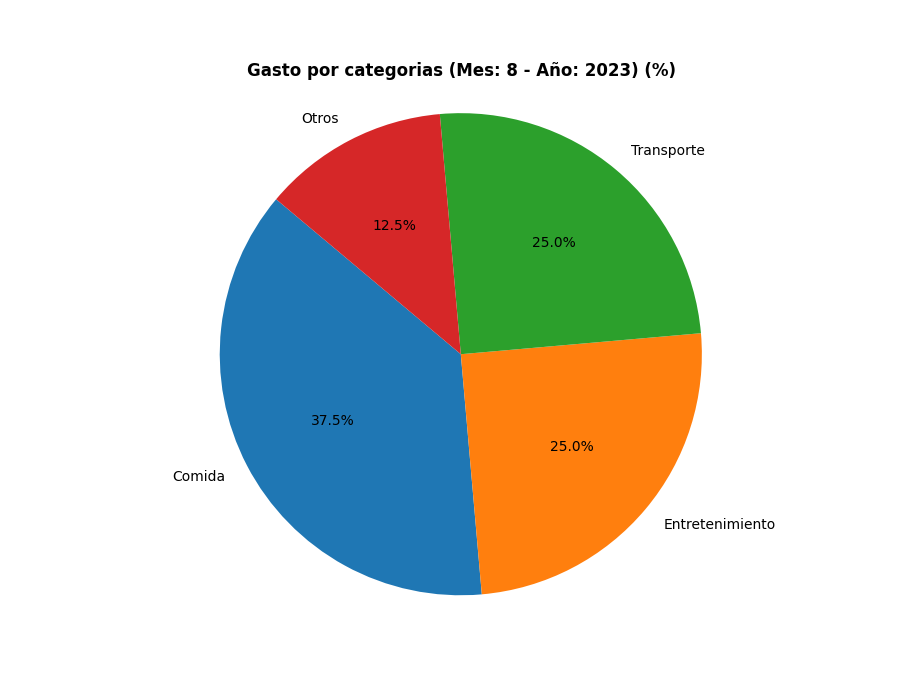 Gasto por categorias (Mes: 8 - Año: 2023) (%)
Otros
Transporte
12.5%
25.0%
37.5%
25.0%
Comida
Entretenimiento